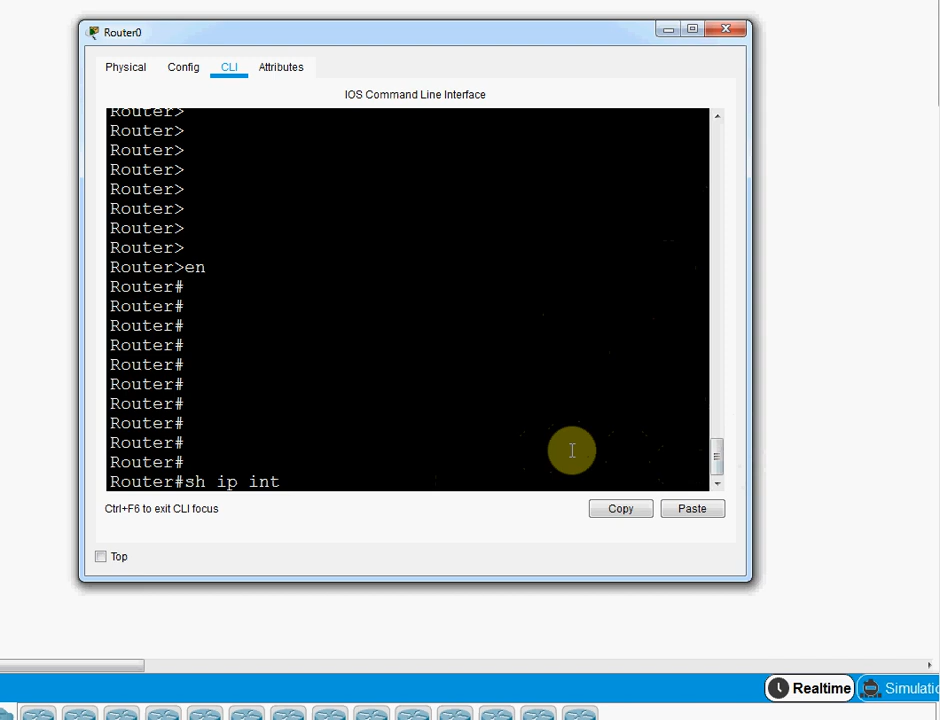 Router0
Physical Config CLI Attributes
IOS Command Line Interface
Router>
Router>
Router>
Router>
Router>
Router>
Router>
Router>
Router>en
Router#
Router#
Router#
Router#
Router#
Router#
Router#
Router#
Router#
Router#
Router#sh ip int
Ctrl+F6 to exit CLI focus
Copy Paste
Top
Realtime